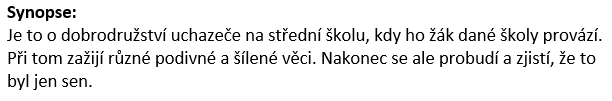 Synopse:
Je to o dobrodružství uchazeče na střední školu, kdy ho žák dané školy provází.
Při tom zažijí různé podivné a šílené věci. Nakonec se ale probudí a zjistí, že to
byl jen sen.